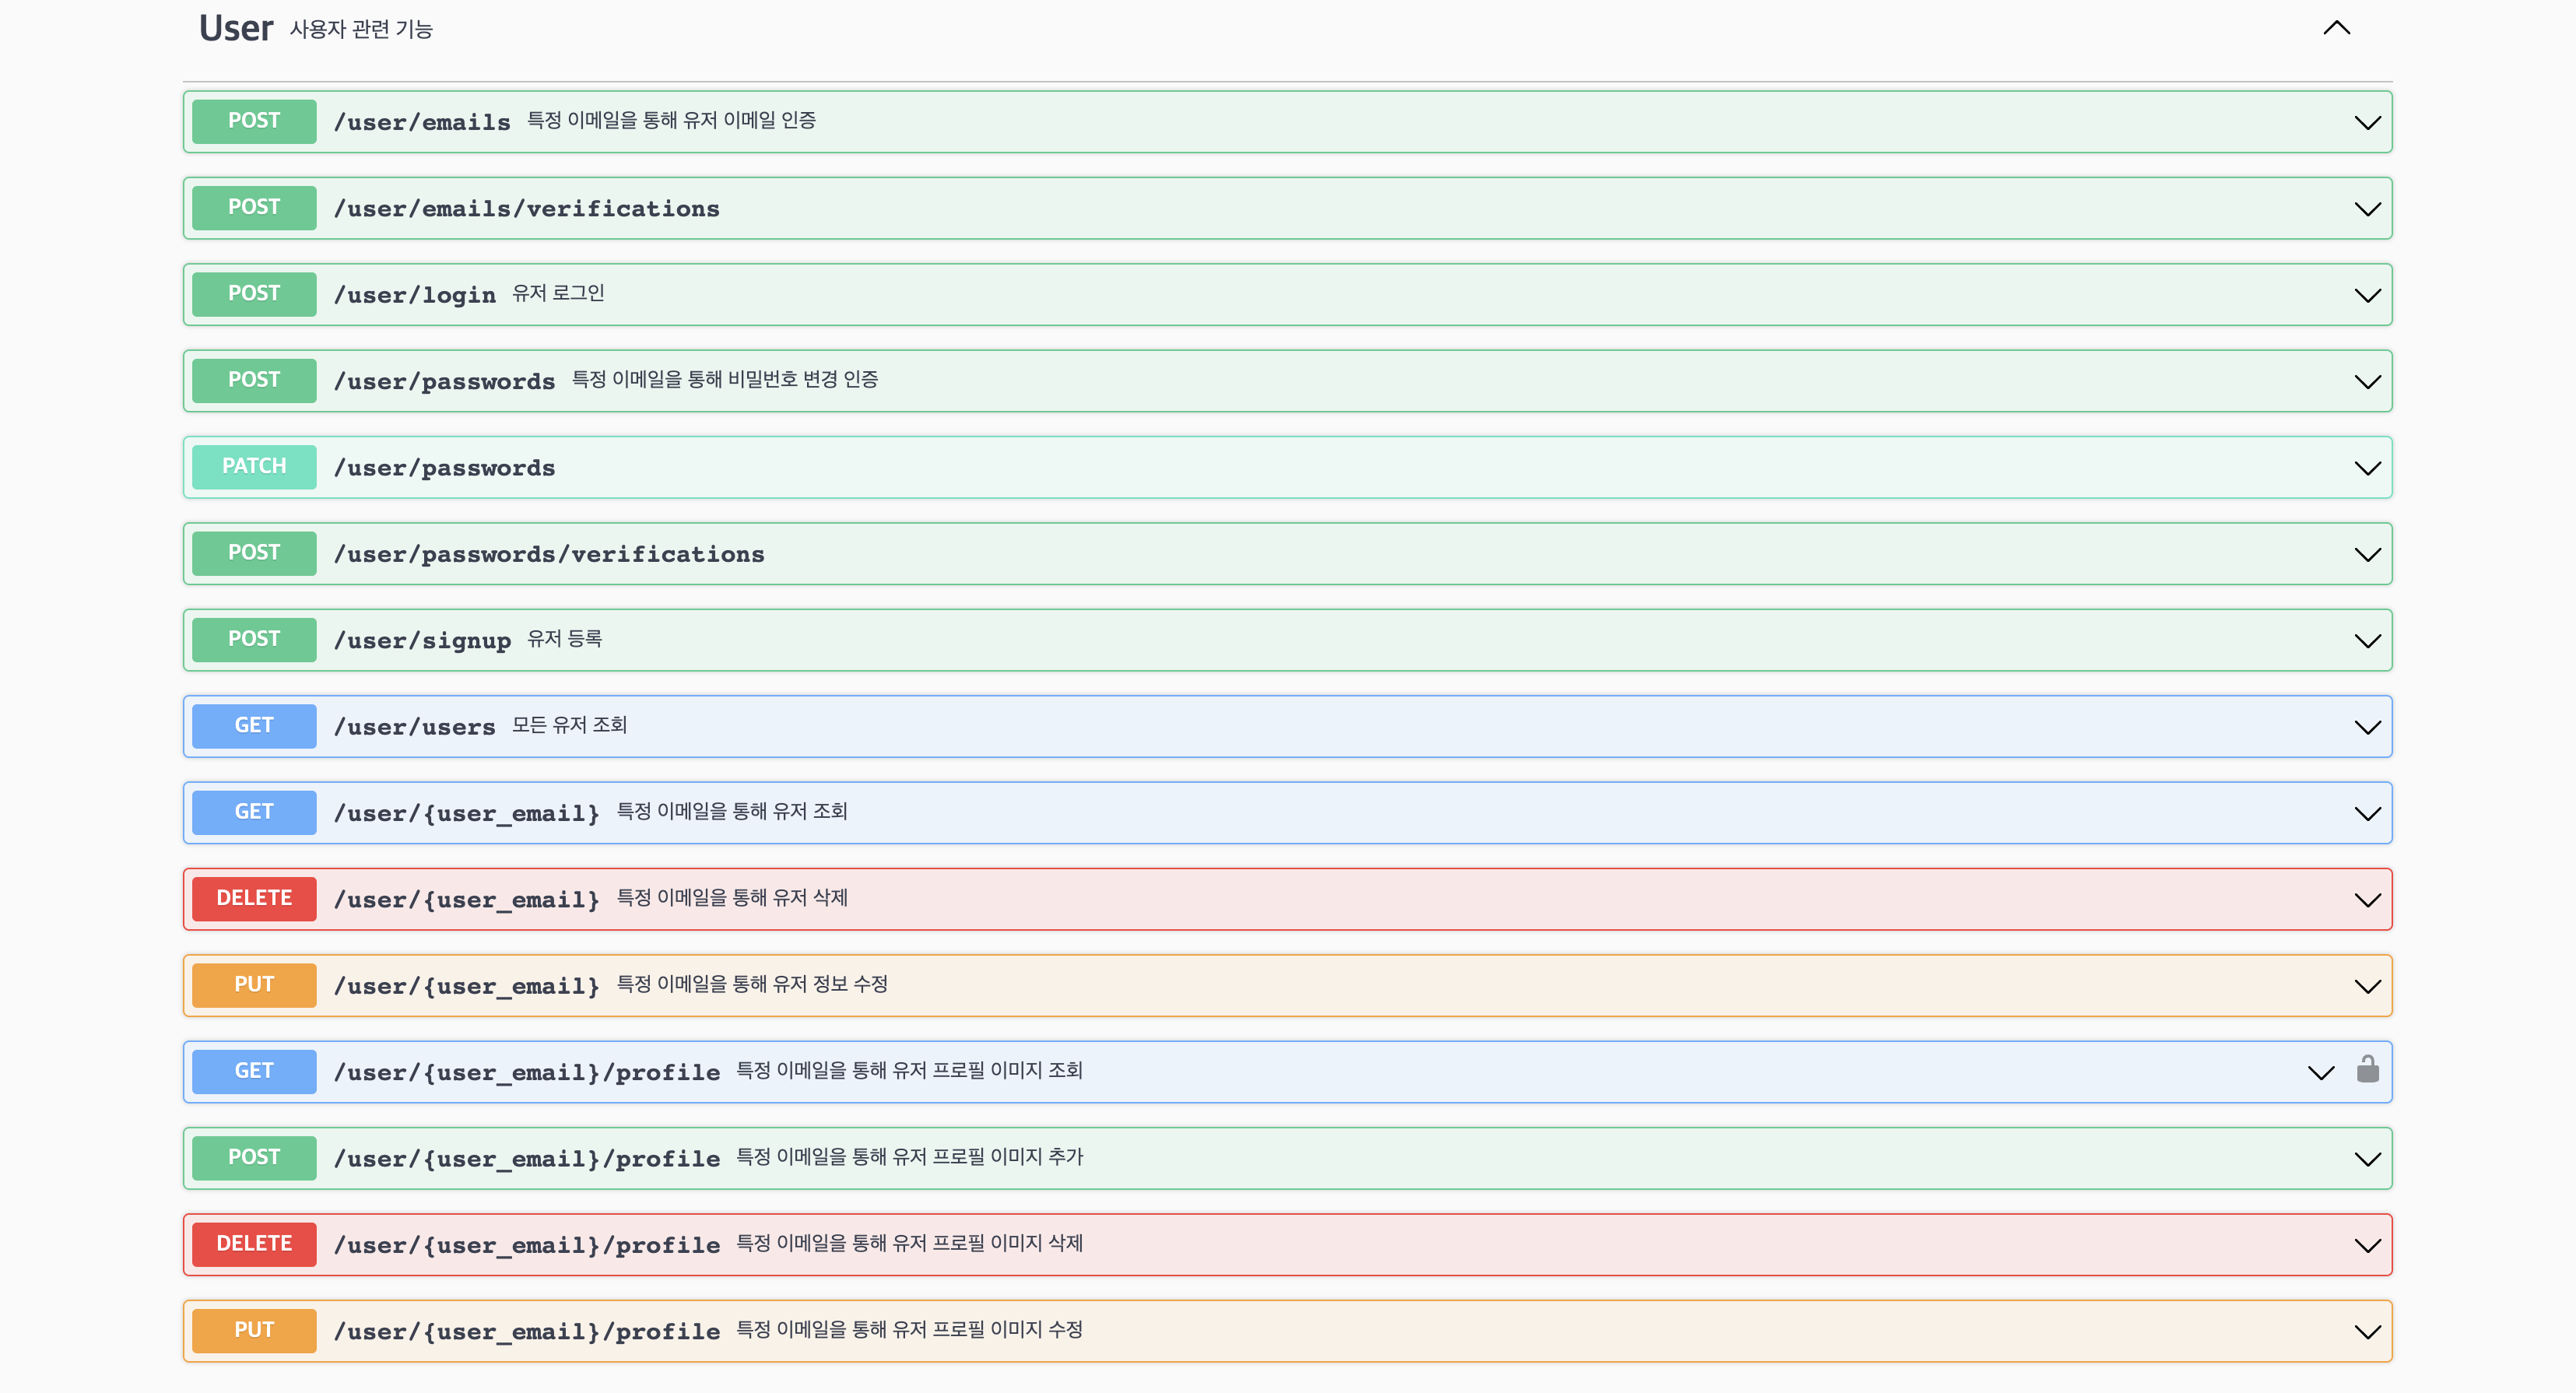 User 사용자 관련 기능
POST /user/emails 특정 이메일을 통해 유저 이메일 인증
POST /user/emails/verifications
POST /user/login 유저 로그인
POST /user/passwords 특정 이메일을 통해 비밀번호 변경 인증
PATCH /user/passwords
POST /user/passwords/verifications
POST /user/signup 유저 등록
GET /user/users 모든 유저 조회
GET /user/{user_email} 특정 이메일을 통해 유저 조회
DELETE /user/{user_email} 특정 이메일을 통해 유저 삭제
PUT /user/{user_email} 특정 이메일을 통해 유저 정보 수정
GET /user/{user_email}/profile 특정 이메일을 통해 유저 프로필 이미지 조회
POST /user/{user_email}/profile 특정 이메일을 통해 유저 프로필 이미지 추가
DELETE /user/{user_email}/profile 특정 이메일을 통해 유저 프로필 이미지 삭제
PUT /user/{user_email}/profile 특정 이메일을 통해 유저 프로필 이미지 수정